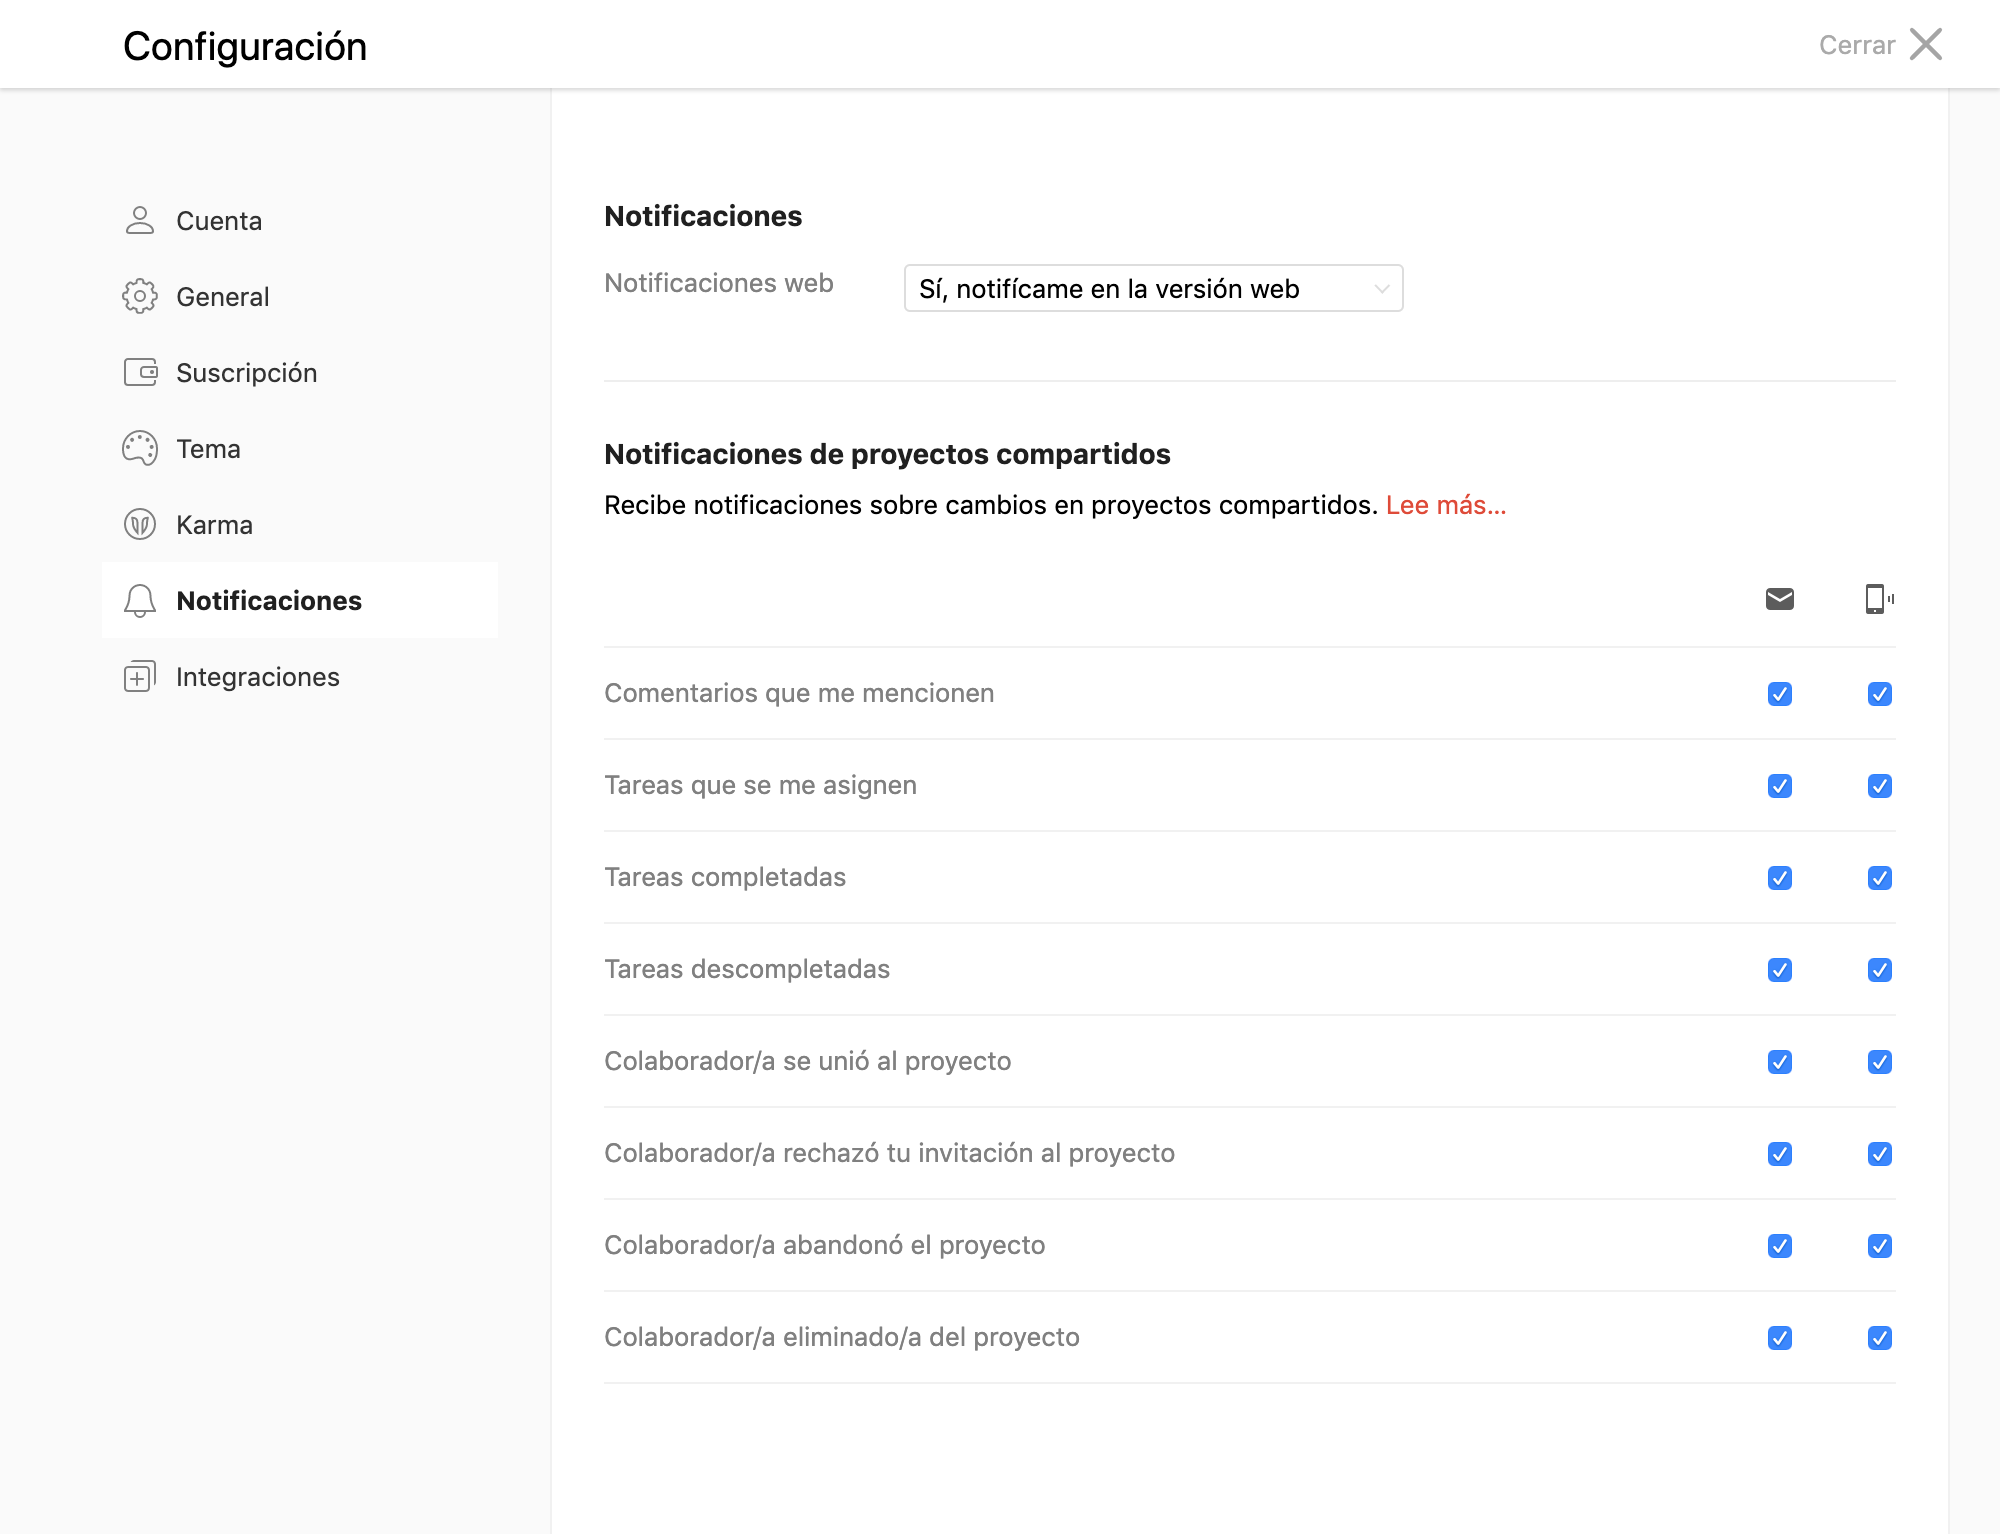 Configuración
Cerrar
Cuenta
General
Suscripción
Tema
Karma
Notificaciones
Integraciones
Notificaciones
Notificaciones web
Sí, notifícame en la versión web
Notificaciones de proyectos compartidos
Recibe notificaciones sobre cambios en proyectos compartidos. Lee más...
Comentarios que me mencionen
Tareas que se me asignen
Tareas completadas
Tareas descompletadas
Colaborador/a se unió al proyecto
Colaborador/a rechazó tu invitación al proyecto
Colaborador/a abandonó el proyecto
Colaborador/a eliminado/a del proyecto